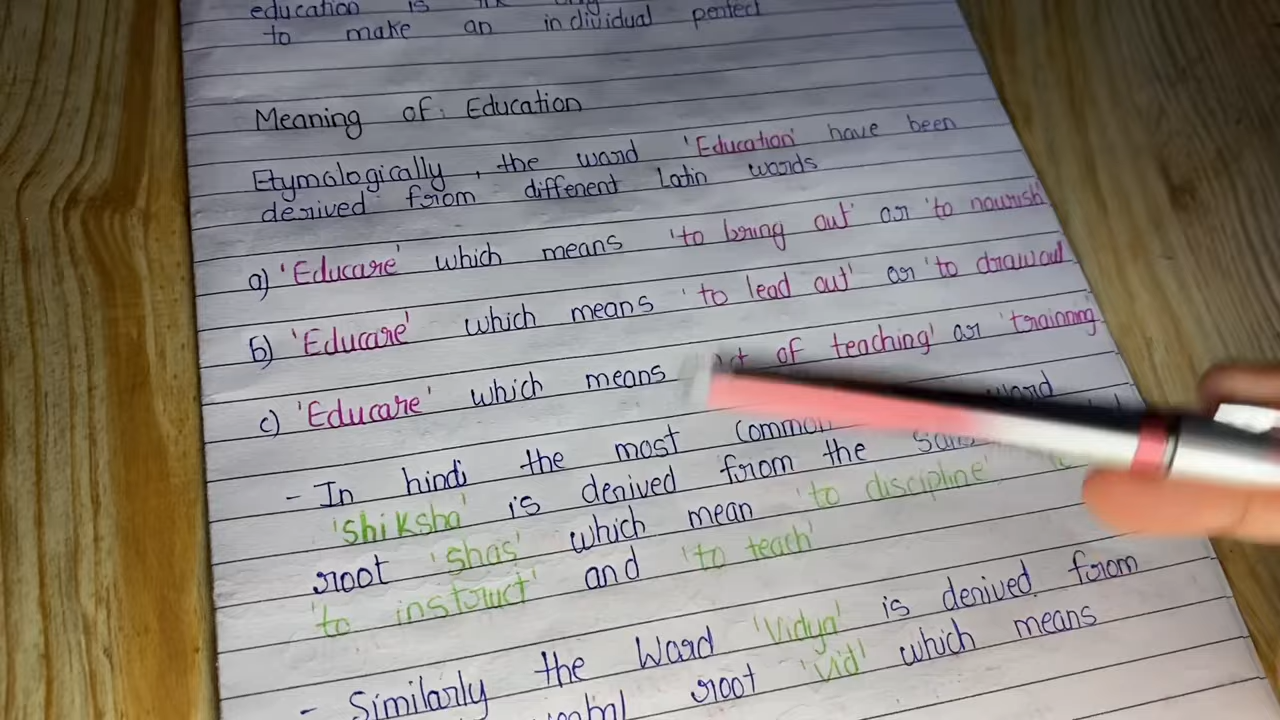 education is
to make an individual perfect
Meaning of Education
Etymologically, the word 'Education' have been
derived from different Latin words
a) 'Educare' which means 'to bring out' or 'to nourish'
b) 'Educare' which means 'to lead out' or 'to drawout
c) 'Educare' which means of teaching' or 'training'
- In hindi the most common word
'Shiksha' is derived from the
root 'shas' which mean 'to discipline'
'to instruct' and 'to teach'
- Similarly the Word 'Vidya' is derived from
root 'Vid' which means